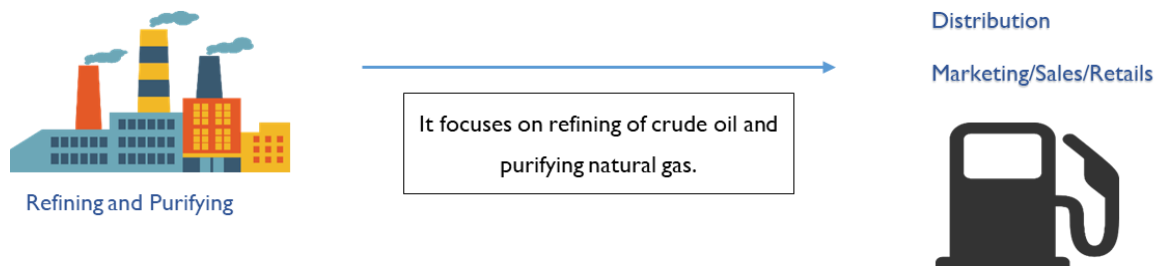 Distribution
Marketing/Sales/Retails
It focuses on refining of crude oil and
purifying natural gas.
Refining and Purifying